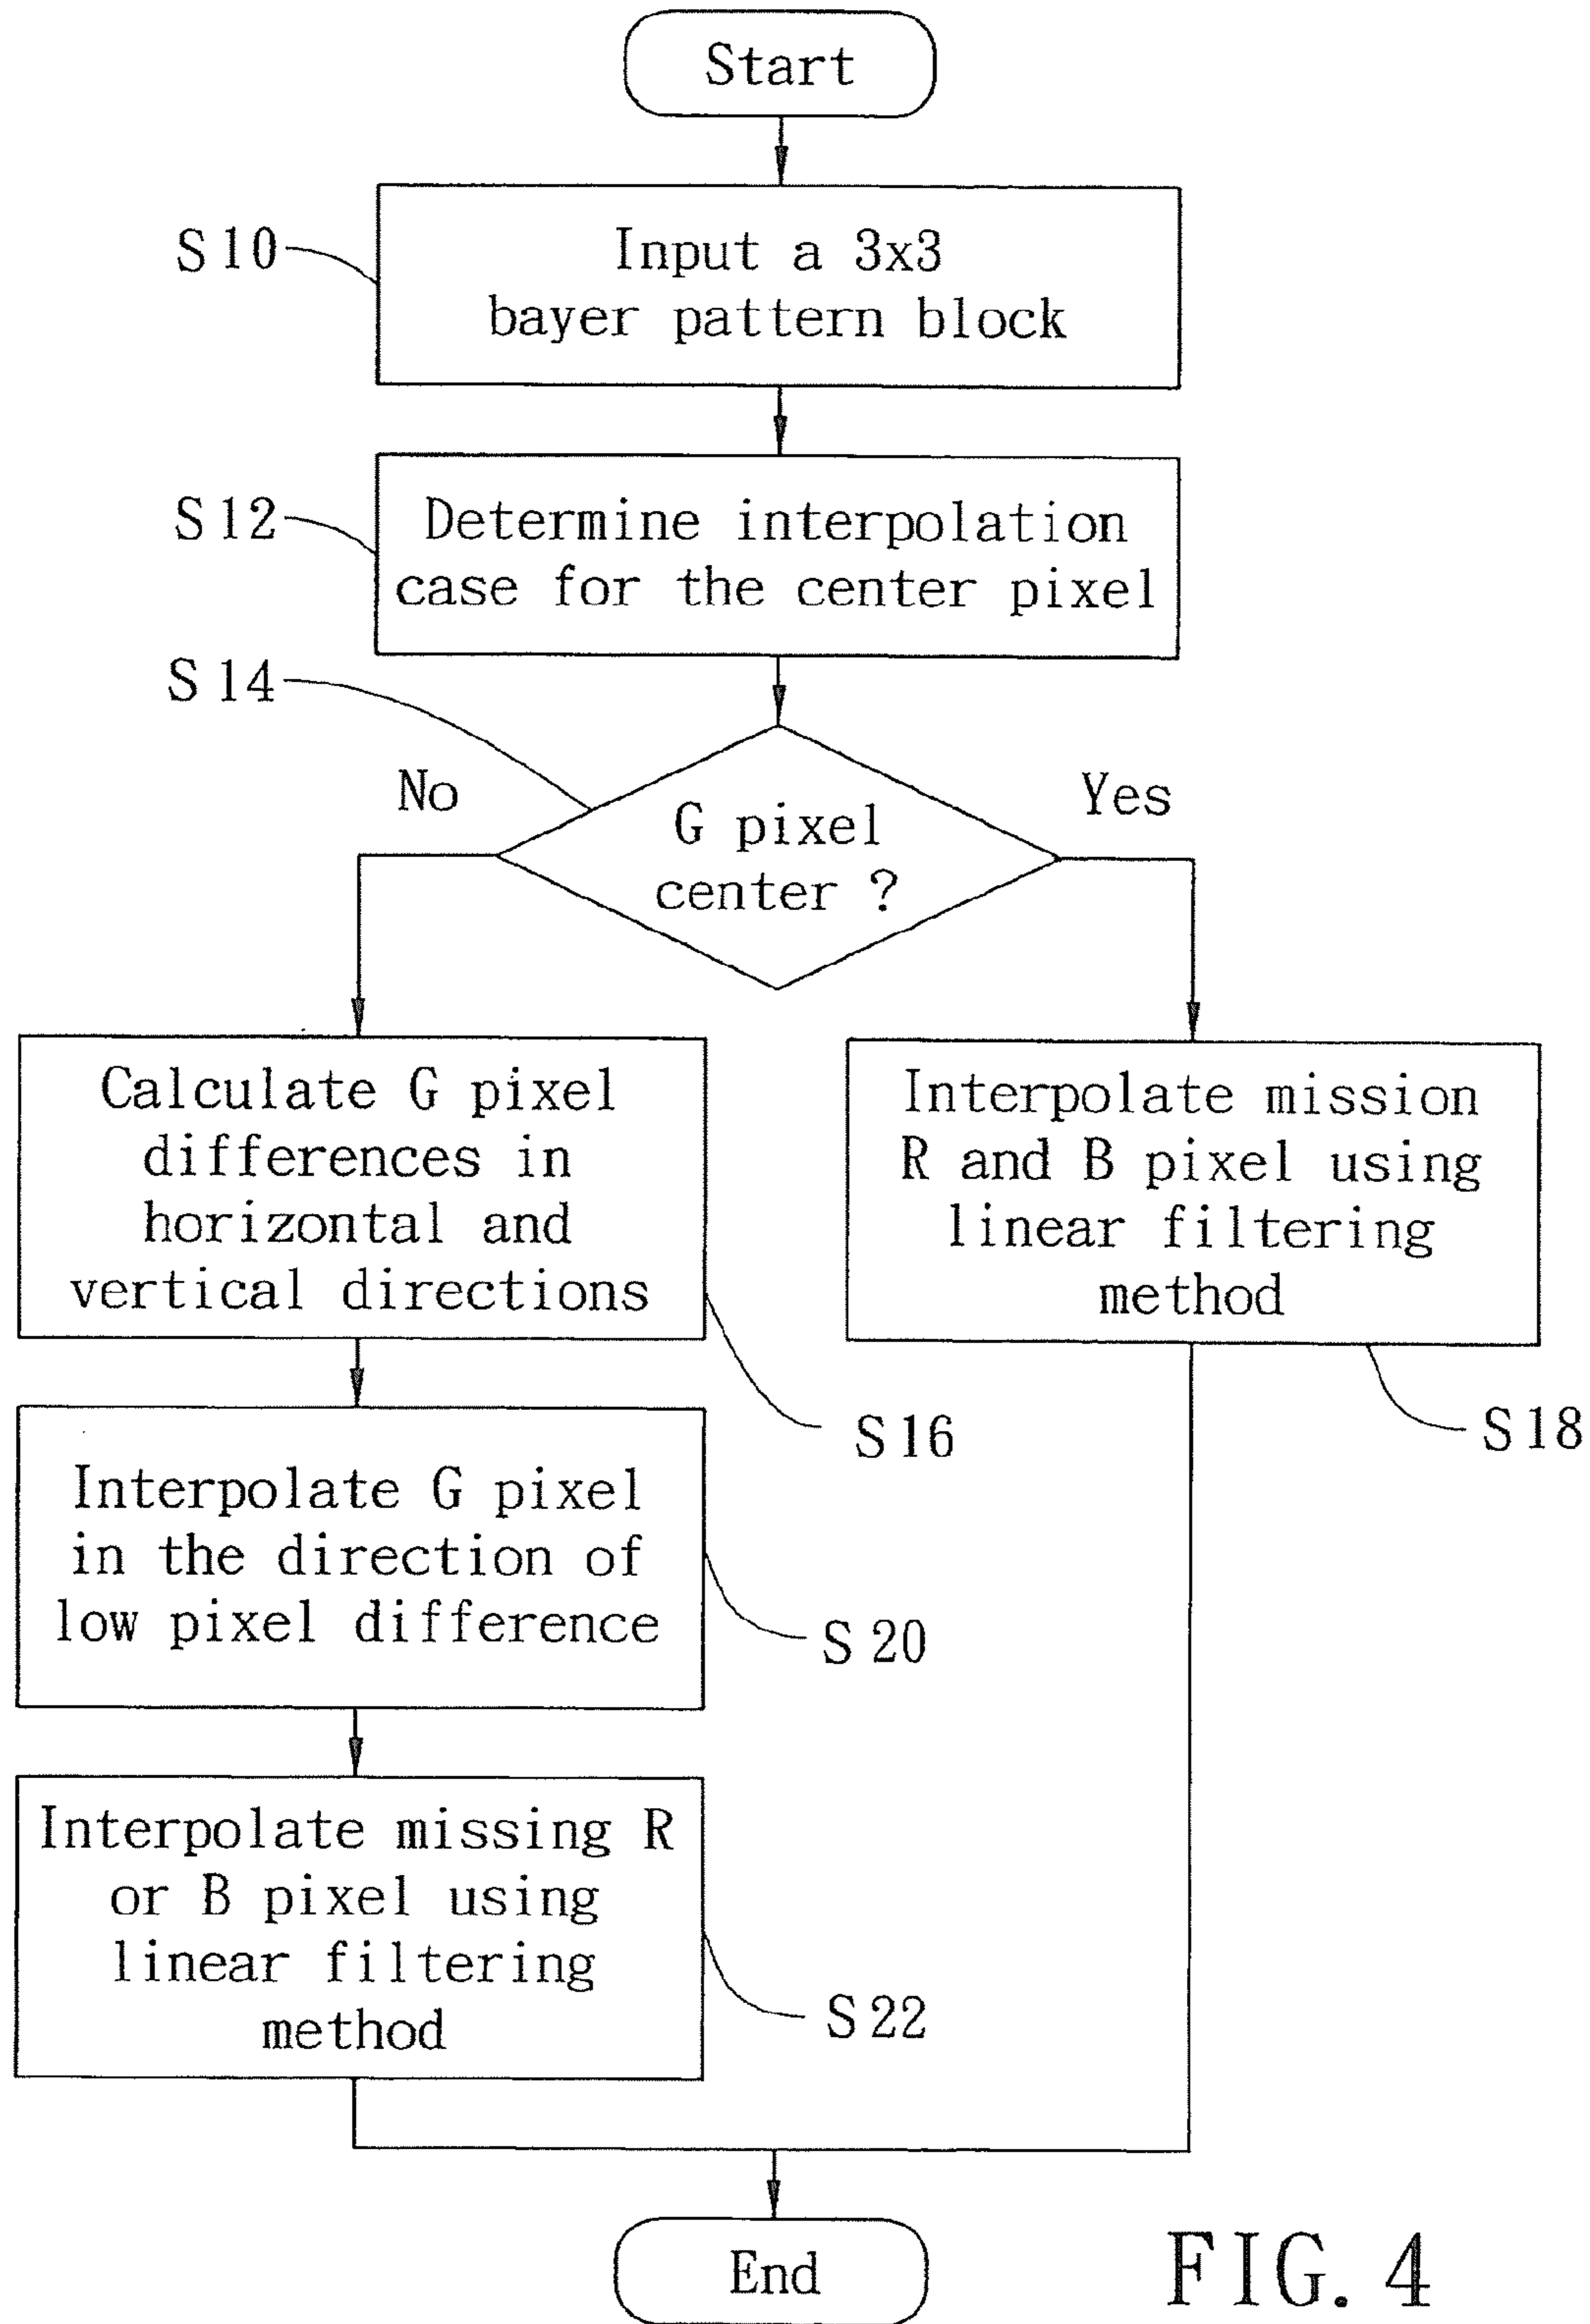 Start
S10
Input a 3x3
bayer pattern block
S12
Determine interpolation
case for the center pixel
S14
No
Yes
G pixel
center ?
Calculate G pixel
differences in
horizontal and
vertical directions
S16
Interpolate mission
R and B pixel using
linear filtering
method
S18
Interpolate G pixel
in the direction of
low pixel difference
S20
Interpolate missing R
or B pixel using
linear filtering
method
S22
End
FIG. 4